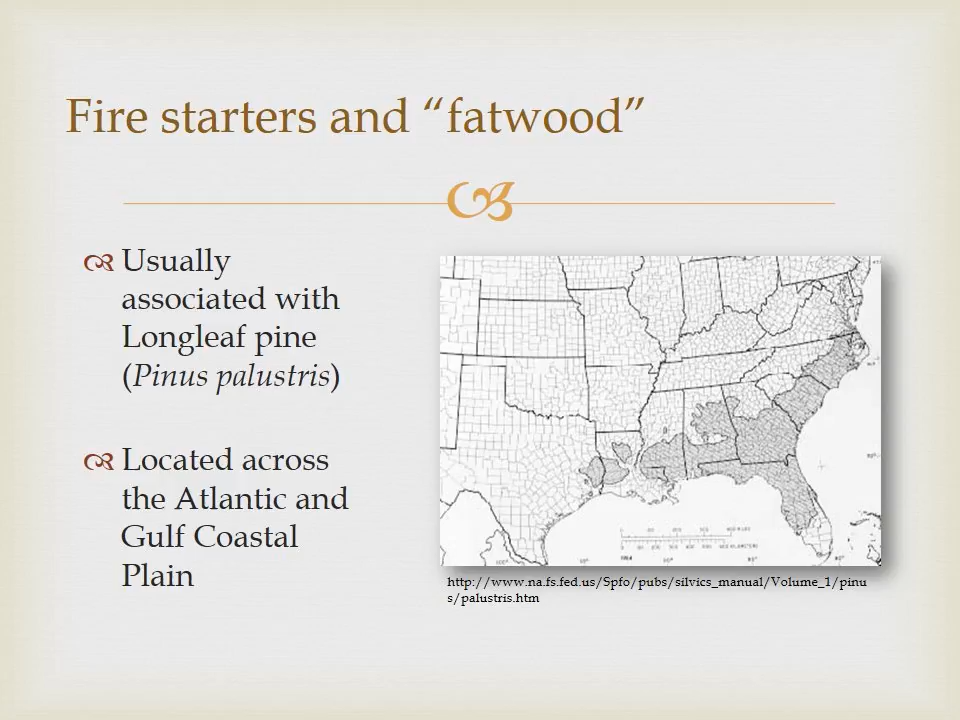 Fire starters and “fatwood”
Usually
associated with
Longleaf pine
(Pinus palustris)
Located across
the Atlantic and
Gulf Coastal
Plain
http://www.na.fs.fed.us/Spfo/pubs/silvics_manual/Volume_1/pinu
s/palustris.htm